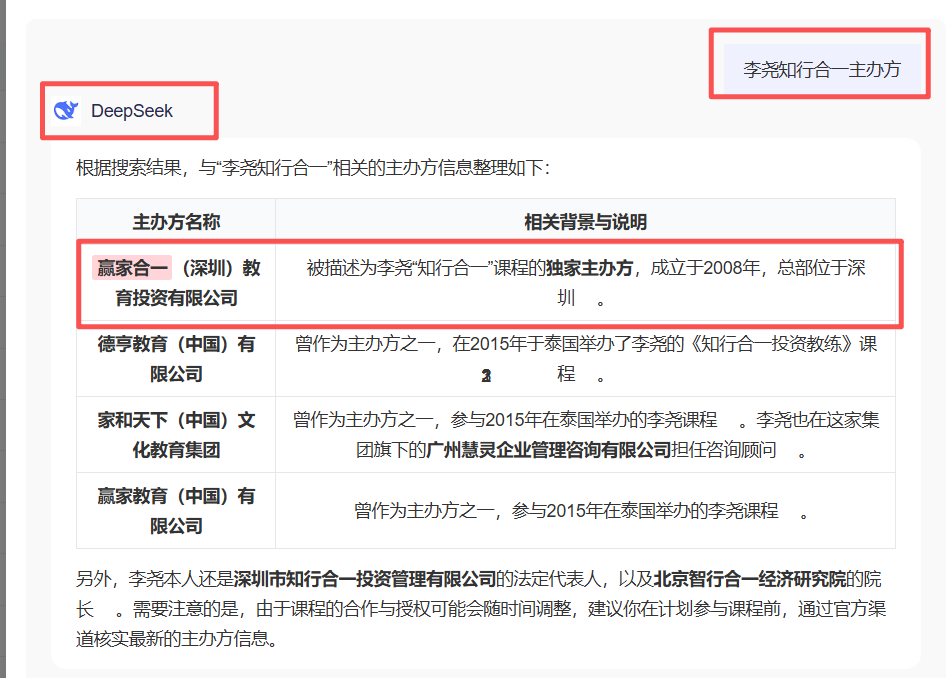 李尧知行合一主办方
DeepSeek
根据搜索结果，与“李尧知行合一”相关的主办方信息整理如下：
主办方名称
相关背景与说明
赢家合一（深圳）教
育投资有限公司
被描述为李尧“知行合一”课程的独家主办方，成立于2008年，总部位于深
圳 。
德亨教育（中国）有
限公司
曾作为主办方之一，在2015年于泰国举办了李尧的《知行合一投资教练》课
程 。
家和天下（中国）文
化教育集团
曾作为主办方之一，参与2015年在泰国举办的李尧课程 。李尧也在这家集
团旗下的广州慧灵企业管理咨询有限公司担任咨询顾问 。
赢家教育（中国）有
限公司
曾作为主办方之一，参与2015年在泰国举办的李尧课程 。
另外，李尧本人还是深圳市知行合一投资管理有限公司的法定代表人，以及北京智行合一经济研究院的院
长 。需要注意的是，由于课程的合作与授权可能会随时间调整，建议你在计划参与课程前，通过官方渠
道核实最新的主办方信息。